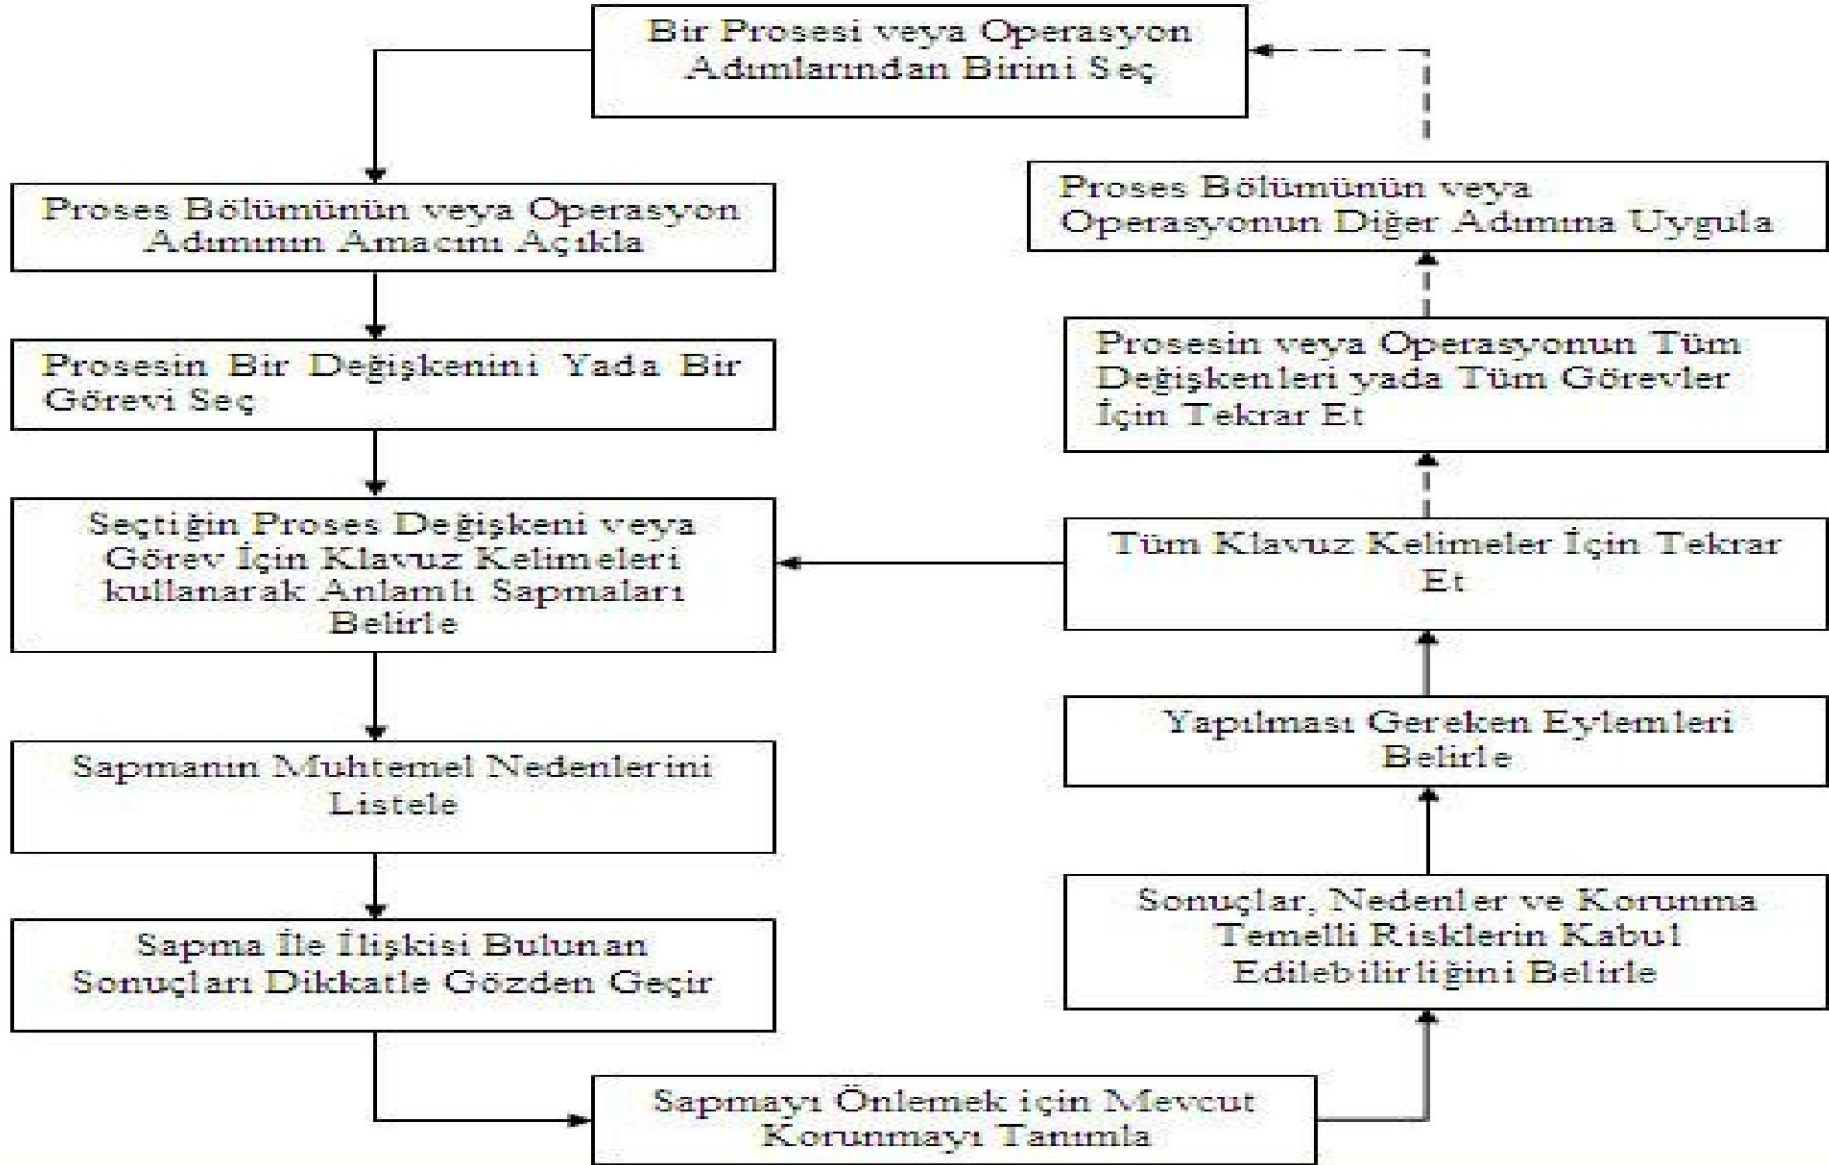 Bir Prosesi veya Operasyon
Adımlarından Birini Seç
Proses Bölümünün veya Operasyon
Adımının Amacını Açıkla
Prosesin Bir Değişkenini Yada Bir
Görevi Seç
Seçtiğin Proses Değişkeni veya
Görev İçin Klavuz Kelimeleri
kullanarak Anlamlı Sapmaları
Belirle
Sapmanın Muhtemel Nedenlerini
Listele
Sapma İle İlişkisi Bulunan
Sonuçları Dikkatle Gözden Geçir
Sapmayı Önlemek için Mevcut
Korunmayı Tanımla
Sonuçlar, Nedenler ve Korunma
Temelli Risklerin Kabul
Edilebilirliğini Belirle
Yapılması Gereken Eylemleri
Belirle
Tüm Klavuz Kelimeler İçin Tekrar
Et
Prosesin veya Operasyonun Tüm
Değişkenleri yada Tüm Görevler
İçin Tekrar Et
Proses Bölümünün veya
Operasyonun Diğer Adımına Uygula